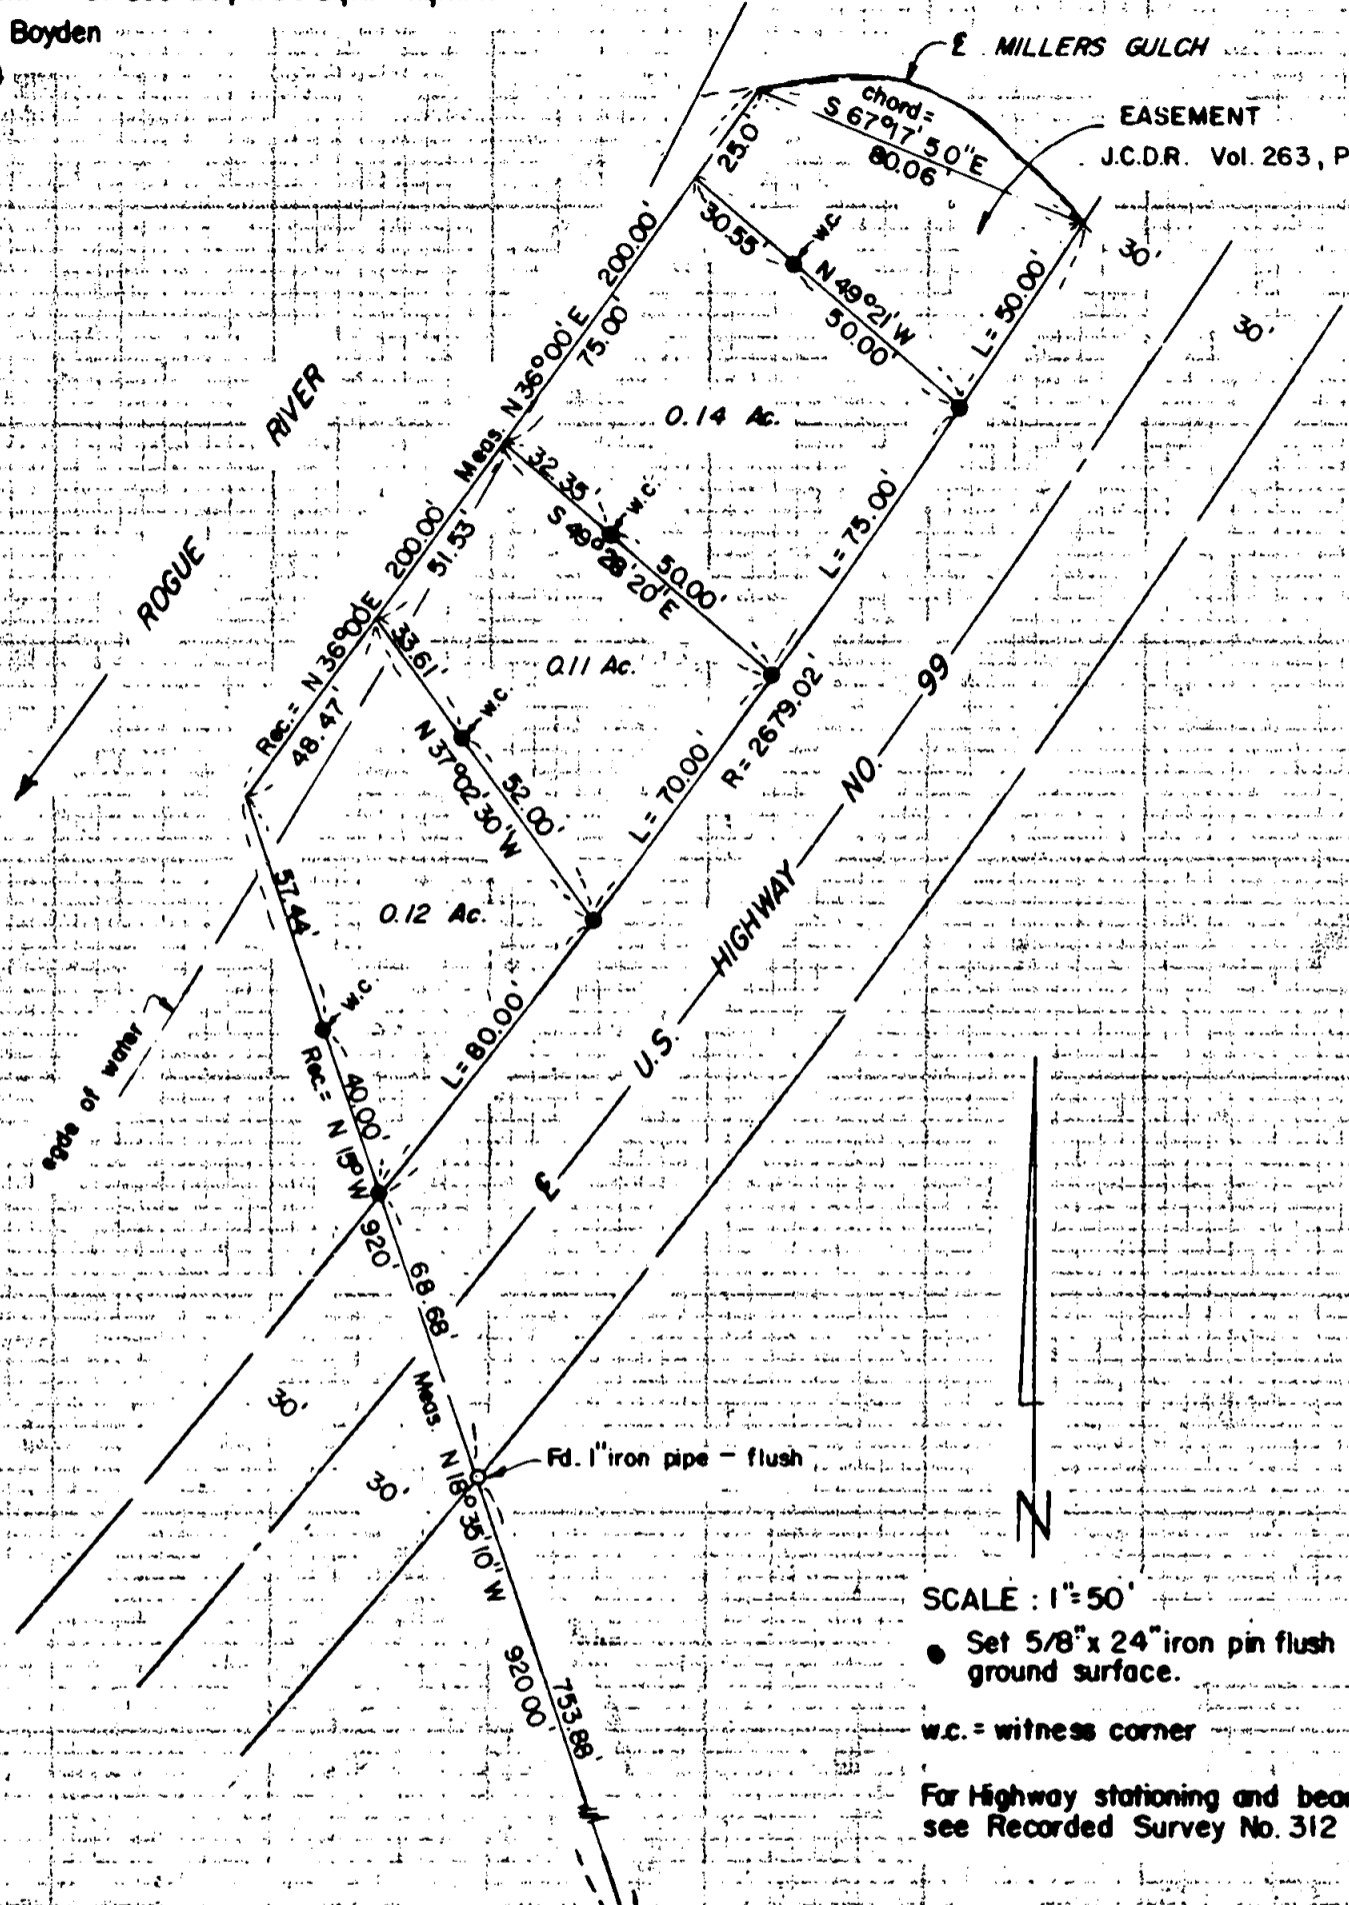 Boyden
℄ MILLERS GULCH
chord =
S 67°17'50"E
80.06'
EASEMENT
J.C.D.R. Vol. 263, P
25.0'
30.55'
w.c.
N 49°21'W
50.00'
L= 50.00'
30'
30'
200.00'
Meas. N 36°00'E
75.00'
0.14 Ac.
RIVER
ROGUE
32.35'
w.c.
S 49°28'20"E
50.00'
L= 75.00'
200.00'
51.53'
Rec.= N 36°00'E
48.47'
33.61'
w.c.
N 37°02'30"W
52.00'
0.11 Ac.
L= 70.00'
R= 2679.02'
U.S. HIGHWAY NO. 99
℄
57.44'
0.12 Ac.
w.c.
L= 80.00'
egde of water
Rec.= N 15° W
40.00'
920'
68.68'
30'
30'
Meas. N 18°35'10" W
Fd. 1" iron pipe - flush
920.00'
753.88'
N
SCALE : 1"=50'
● Set 5/8"x 24" iron pin flush
ground surface.
w.c. = witness corner
For Highway stationing and bear
see Recorded Survey No. 312